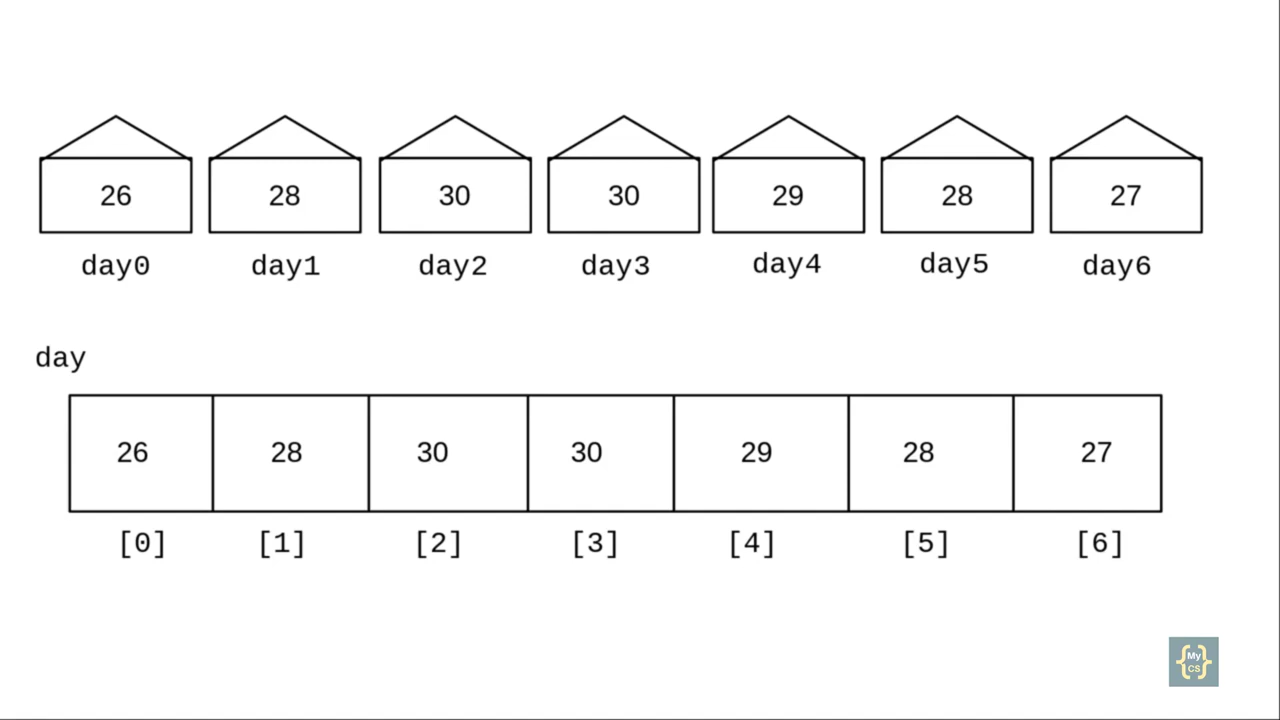 26 28 30 30 29 28 27
day0 day1 day2 day3 day4 day5 day6
day
26 28 30 30 29 28 27
[0] [1] [2] [3] [4] [5] [6]
{My}
{CS}